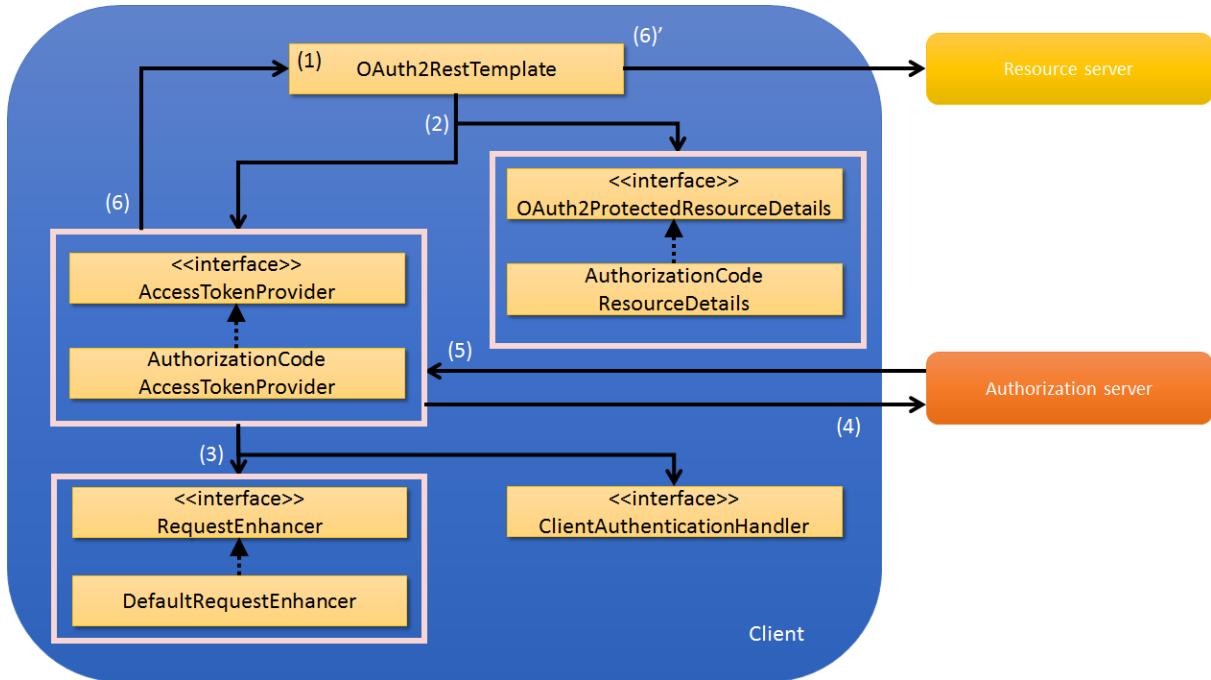 (1)
OAuth2RestTemplate
(6)’
Resource server
(2)
(6)
<<interface>>
OAuth2ProtectedResourceDetails
AuthorizationCode
ResourceDetails
<<interface>>
AccessTokenProvider
AuthorizationCode
AccessTokenProvider
(5)
Authorization server
(4)
(3)
<<interface>>
RequestEnhancer
DefaultRequestEnhancer
<<interface>>
ClientAuthenticationHandler
Client